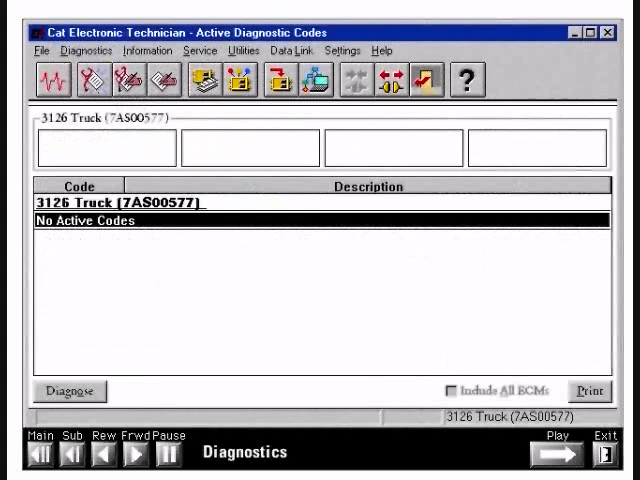 Cat Electronic Technician - Active Diagnostic Codes
File Diagnostics Information Service Utilities Data Link Settings Help
?
3126 Truck (7AS00577)
Code Description
3126 Truck (7AS00577)
No Active Codes
Diagnose Include All ECMs Print
3126 Truck (7AS00577)
Main Sub Rew Frwd Pause Play Exit
Diagnostics